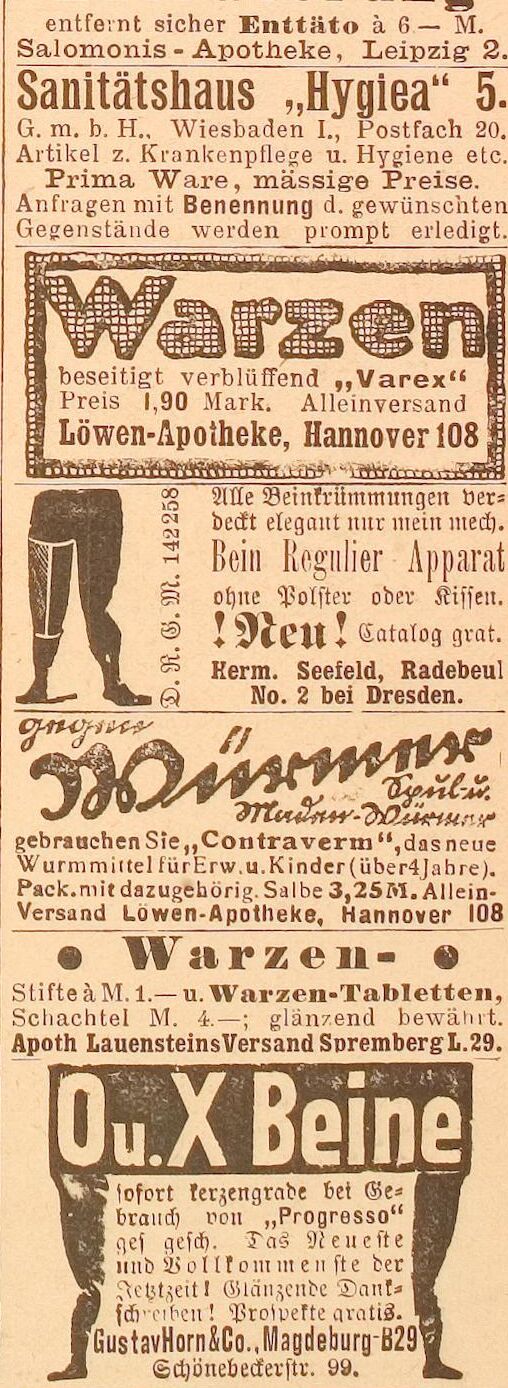 entfernt sicher Enttäto à 6.— M.
Salomonis-Apotheke, Leipzig 2.
Sanitätshaus „Hygiea“ 5.
G. m. b. H., Wiesbaden I., Postfach 20.
Artikel z. Krankenpflege u. Hygiene etc.
Prima Ware, mässige Preise.
Anfragen mit Benennung d. gewünschten
Gegenstände werden prompt erledigt.
Warzen
beseitigt verblüffend „Varex“
Preis 1,90 Mark. Alleinversand
Löwen-Apotheke, Hannover 108
D. R. G. M. 142258
Alle Beinkrümmungen ver-
deckt elegant nur mein mech.
Bein Regulier Apparat
ohne Polster oder Kissen.
!Neu! Catalog grat.
Herm. Seefeld, Radebeul
No. 2 bei Dresden.
gegen
Würmer
Spul-u.
Maden-Würmer
gebrauchen Sie „Contraverm“, das neue
Wurmmittel für Erw. u. Kinder (über 4 Jahre).
Pack. mit dazugehörig. Salbe 3,25 M. Allein-
Versand Löwen-Apotheke, Hannover 108
Warzen-
Stifte à M. 1.— u. Warzen-Tabletten,
Schachtel M. 4.—; glänzend bewährt.
Apoth Lauensteins Versand Spremberg L. 29.
O u. X Beine
sofort kerzengrade bei Ge-
brauch von „Progresso“
ges gesch. Das Neueste
und Vollkommenste der
Jetztzeit! Glänzende Dank-
schreiben! Prospekte gratis.
Gustav Horn & Co., Magdeburg-B29
Schönebeckerstr. 99.